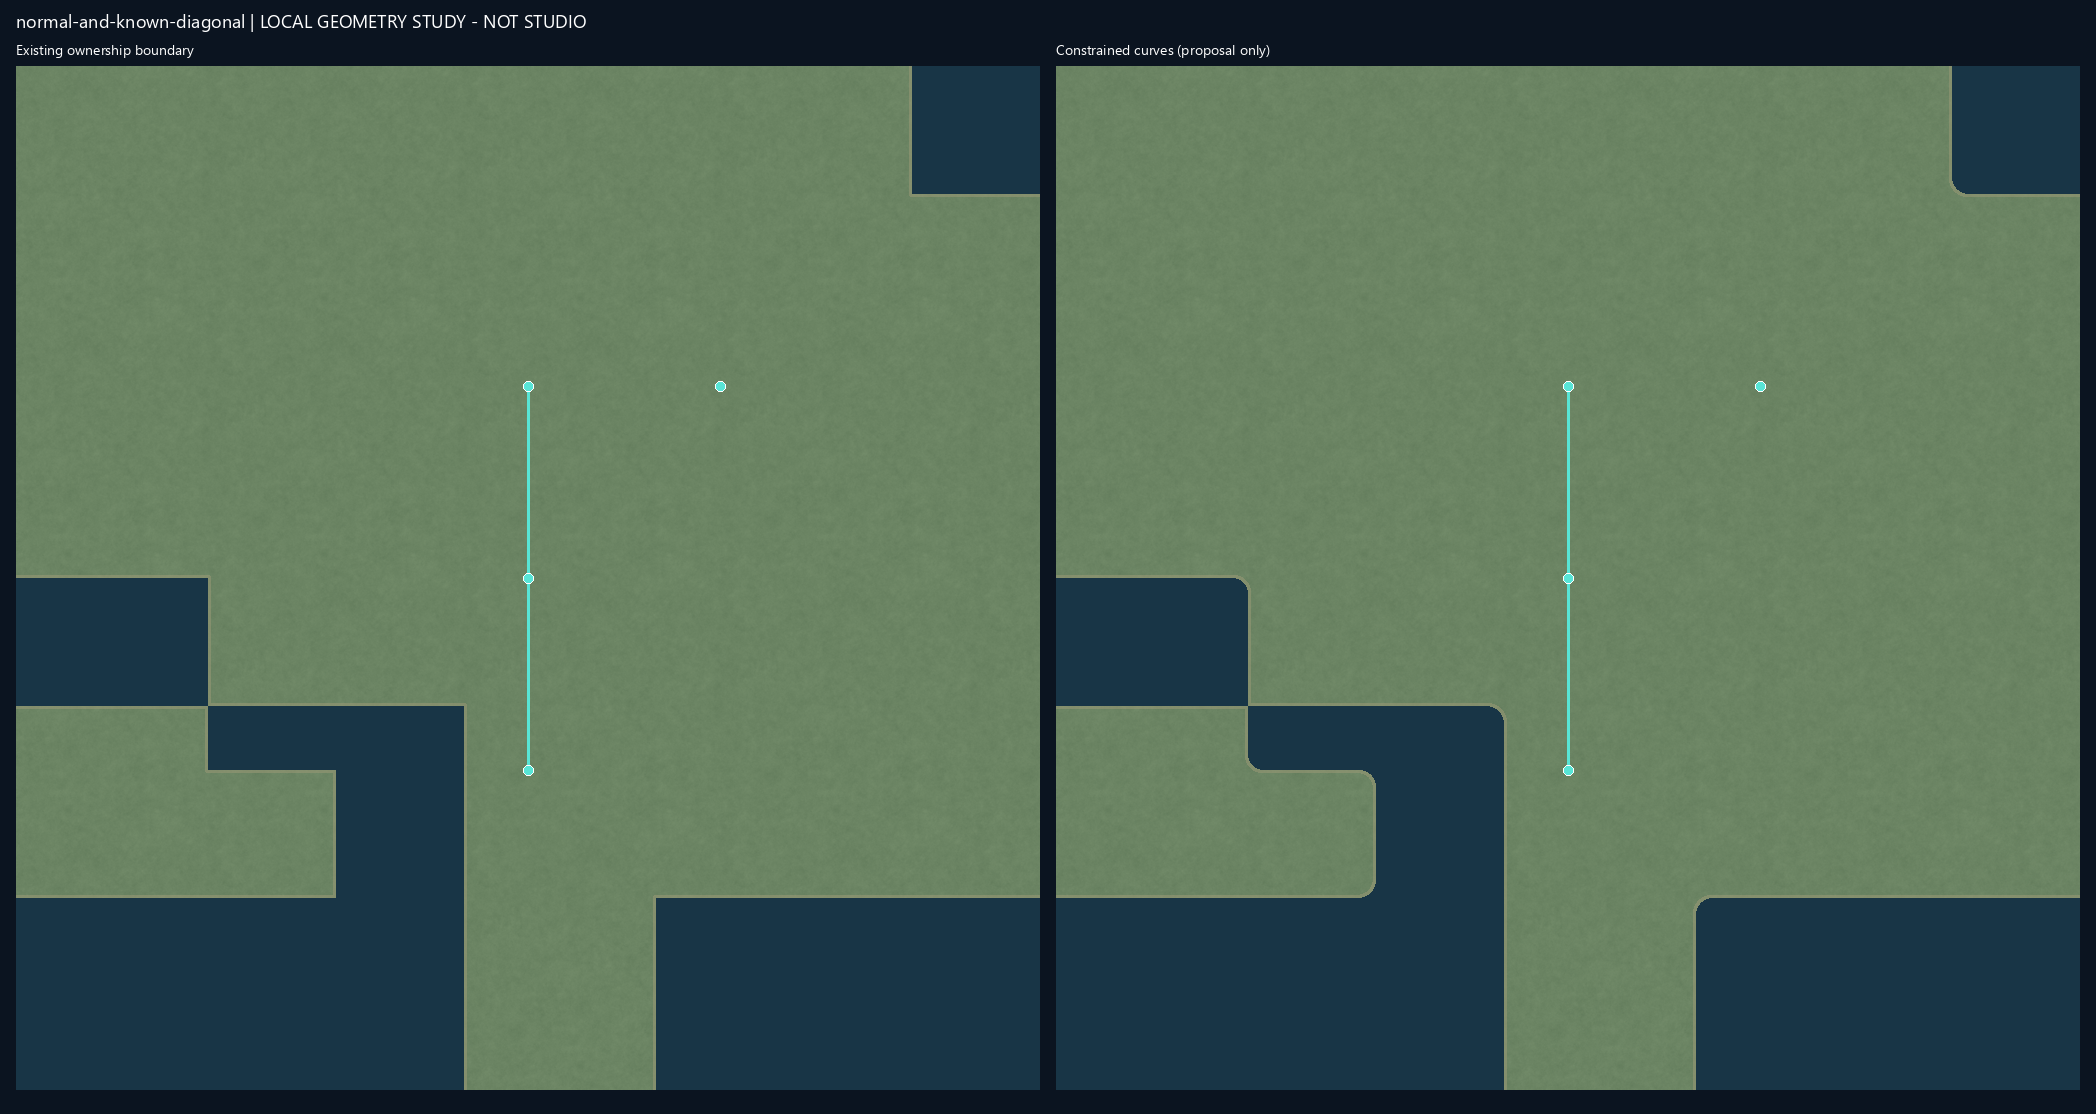 normal-and-known-diagonal | LOCAL GEOMETRY STUDY - NOT STUDIO
Existing ownership boundary
Constrained curves (proposal only)